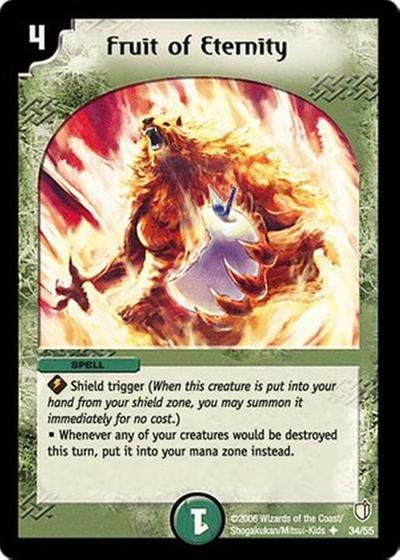 4
Fruit of Eternity
SPELL
Shield trigger (When this creature is put into your
hand from your shield zone, you may summon it
immediately for no cost.)
▪ Whenever any of your creatures would be destroyed
this turn, put it into your mana zone instead.
1
©2006 Wizards of the Coast/
Shogakukan/Mitsui-Kids ♦ 34/55